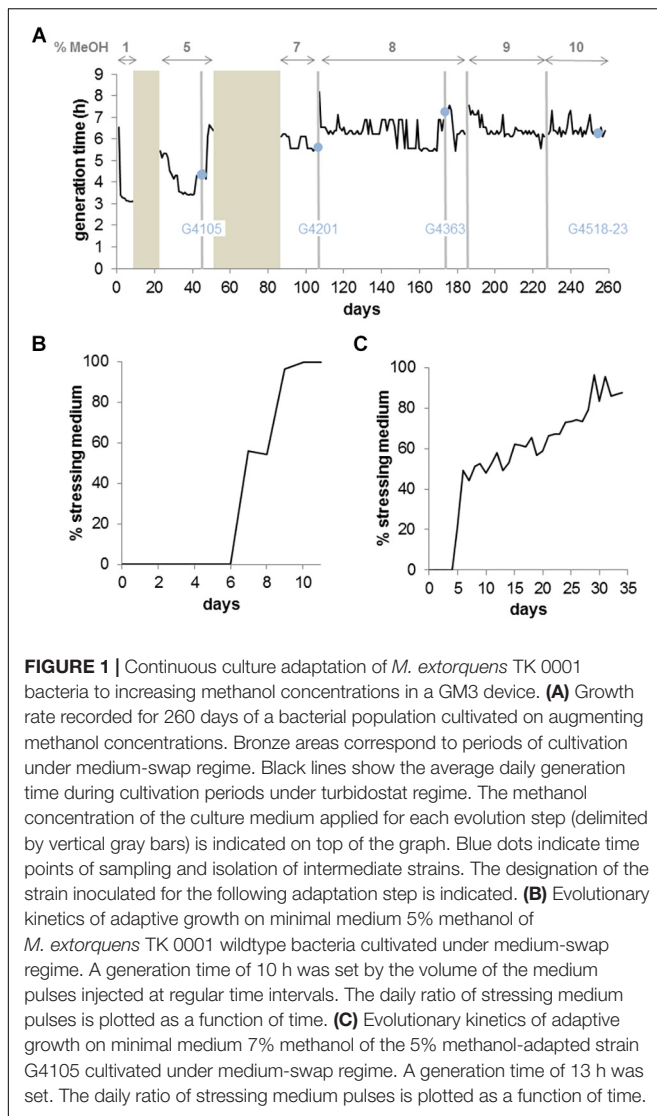 A
% MeOH 1 5 7 8 9 10
9
8
7
6
5
4
3
2
1
0
generation time (h)
G4105 G4201 G4363 G4518-23
0 20 40 60 80 100 120 140 160 180 200 220 240 260
days
B
100
80
60
40
20
0
% stressing medium
0 2 4 6 8 10
days
C
100
80
60
40
20
0
% stressing medium
0 5 10 15 20 25 30 35
days
FIGURE 1 | Continuous culture adaptation of M. extorquens TK 0001
bacteria to increasing methanol concentrations in a GM3 device. (A) Growth
rate recorded for 260 days of a bacterial population cultivated on augmenting
methanol concentrations. Bronze areas correspond to periods of cultivation
under medium-swap regime. Black lines show the average daily generation
time during cultivation periods under turbidostat regime. The methanol
concentration of the culture medium applied for each evolution step (delimited
by vertical gray bars) is indicated on top of the graph. Blue dots indicate time
points of sampling and isolation of intermediate strains. The designation of the
strain inoculated for the following adaptation step is indicated. (B) Evolutionary
kinetics of adaptive growth on minimal medium 5% methanol of
M. extorquens TK 0001 wildtype bacteria cultivated under medium-swap
regime. A generation time of 10 h was set by the volume of the medium
pulses injected at regular time intervals. The daily ratio of stressing medium
pulses is plotted as a function of time. (C) Evolutionary kinetics of adaptive
growth on minimal medium 7% methanol of the 5% methanol-adapted strain
G4105 cultivated under medium-swap regime. A generation time of 13 h was
set. The daily ratio of stressing medium pulses is plotted as a function of time.